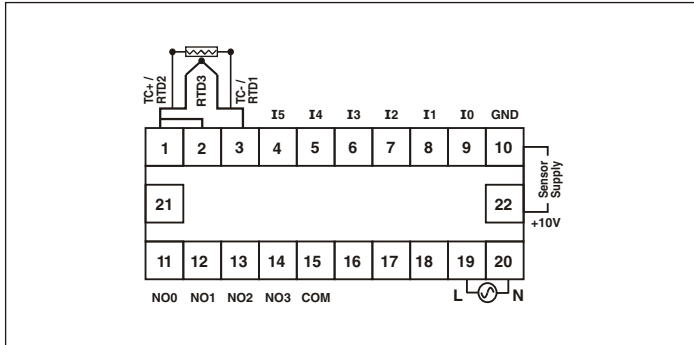 TC+ / RTD2
RTD3
TC- / RTD1
I5 I4 I3 I2 I1 I0 GND
1 2 3 4 5 6 7 8 9 10
Sensor Supply
21 22
+10V
11 12 13 14 15 16 17 18 19 20
NO0 NO1 NO2 NO3 COM L N